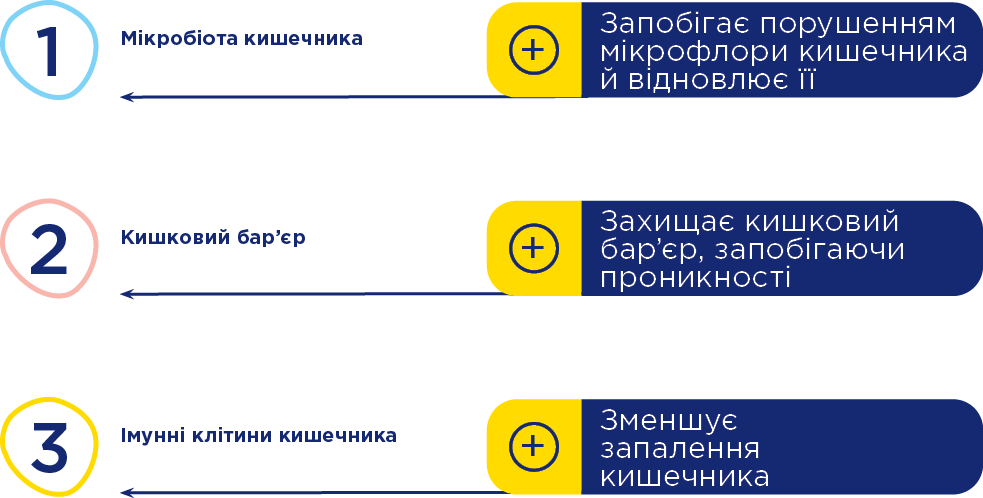 1
Мікробіота кишечника
+
Запобігає порушенням
мікрофлори кишечника
й відновлює її
2
Кишковий бар’єр
+
Захищає кишковий
бар’єр, запобігаючи
проникності
3
Імунні клітини кишечника
+
Зменшує
запалення
кишечника